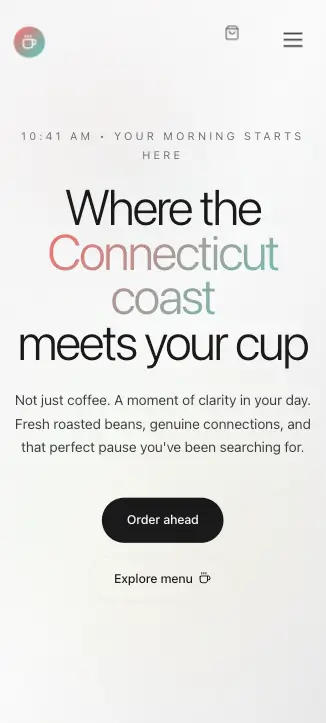 10:41 AM • YOUR MORNING STARTS
HERE
Where the
Connecticut
coast
meets your cup
Not just coffee. A moment of clarity in your day.
Fresh roasted beans, genuine connections, and
that perfect pause you've been searching for.
Order ahead
Explore menu